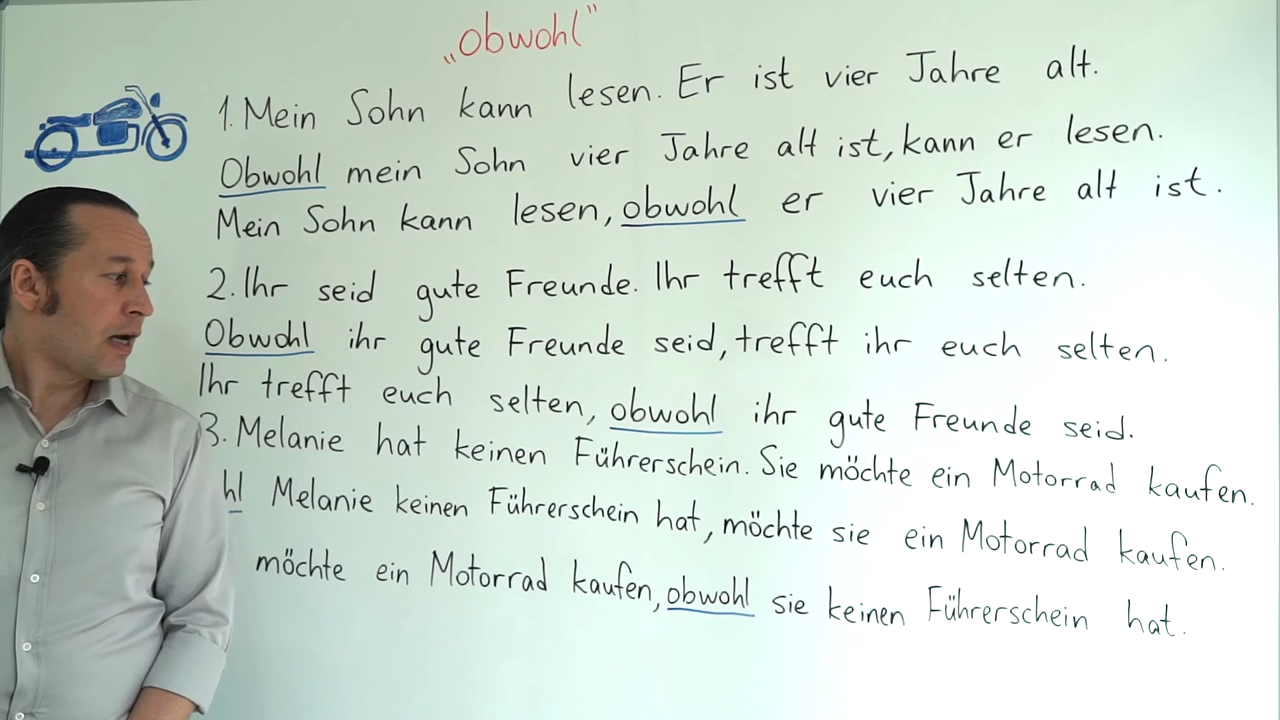 „obwohl"
1. Mein Sohn kann lesen. Er ist vier Jahre alt.
Obwohl mein Sohn vier Jahre alt ist, kann er lesen.
Mein Sohn kann lesen, obwohl er vier Jahre alt ist.
2. Ihr seid gute Freunde. Ihr trefft euch selten.
Obwohl ihr gute Freunde seid, trefft ihr euch selten.
Ihr trefft euch selten, obwohl ihr gute Freunde seid.
3. Melanie hat keinen Führerschein. Sie möchte ein Motorrad kaufen.
hl Melanie keinen Führerschein hat, möchte sie ein Motorrad kaufen.
möchte ein Motorrad kaufen, obwohl sie keinen Führerschein hat.